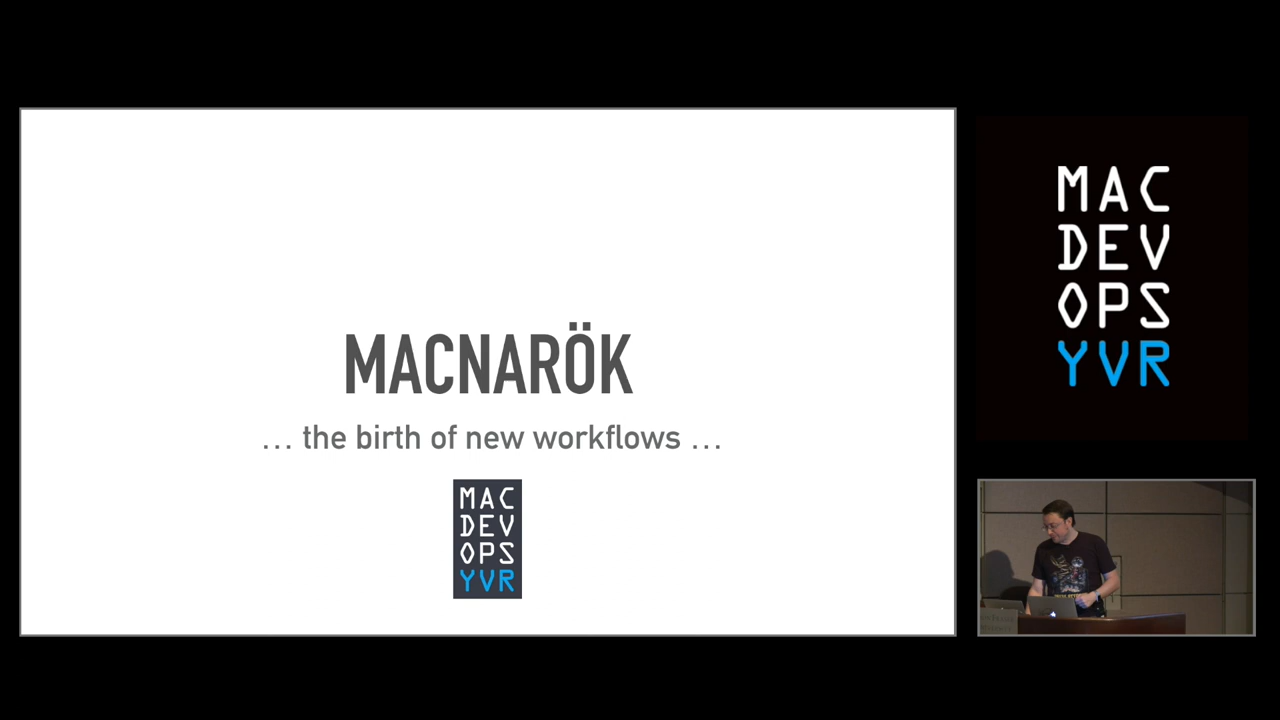 MACNARÖK
… the birth of new workflows …
MAC
DEV
OPS
YVR
MAC
DEV
OPS
YVR